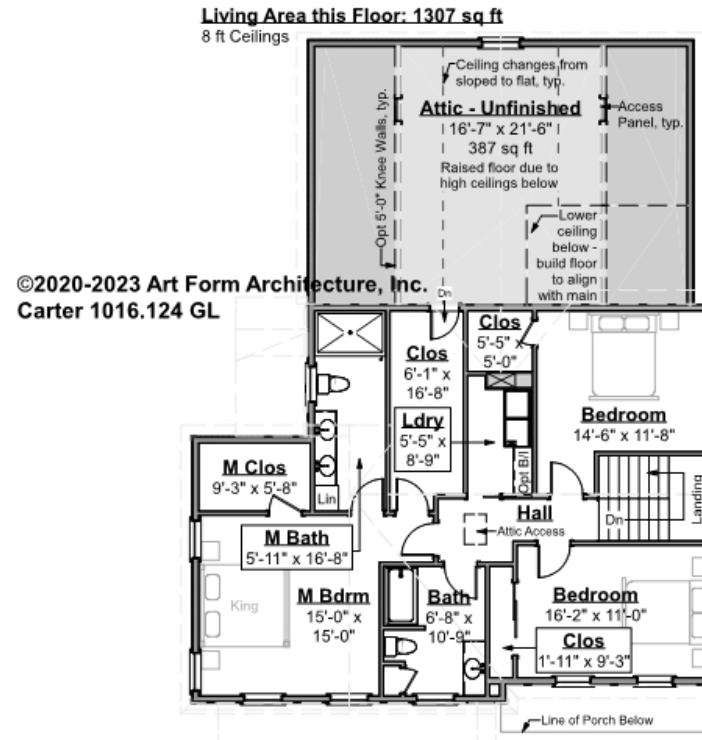 Living Area this Floor: 1307 sq ft
8 ft Ceilings
Ceiling changes from
sloped to flat, typ.
Attic - Unfinished
16'-7" x 21'-6"
387 sq ft
Raised floor due to
high ceilings below
Access
Panel, typ.
Opt 5'-0" Knee Walls, typ.
Lower
ceiling
below -
build floor
to align
with main
©2020-2023 Art Form Architecture, Inc.
Carter 1016.124 GL
Dn
Clos
5'-5" x
5'-0"
Clos
6'-1" x
16'-8"
Bedroom
14'-6" x 11'-8"
Ldry
5'-5" x
8'-9"
M Clos
9'-3" x 5'-8"
Lin
Opt B/I
Landing
Dn
Hall
Attic Access
M Bath
5'-11" x 16'-8"
King
M Bdrm
15'-0" x
15'-0"
Bath
6'-8" x
10'-9"
Bedroom
16'-2" x 11'-0"
Clos
1'-11" x 9'-3"
Line of Porch Below